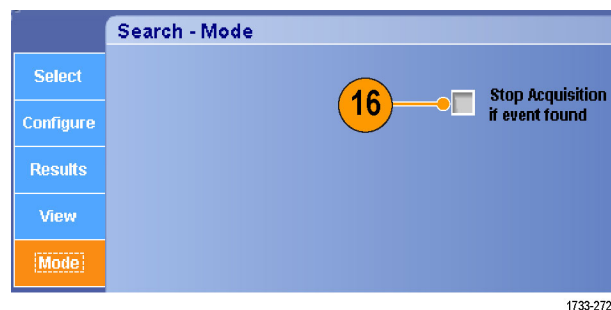 Search - Mode
Select
Configure
Results
View
Mode
16
Stop Acquisition
if event found
1733-272